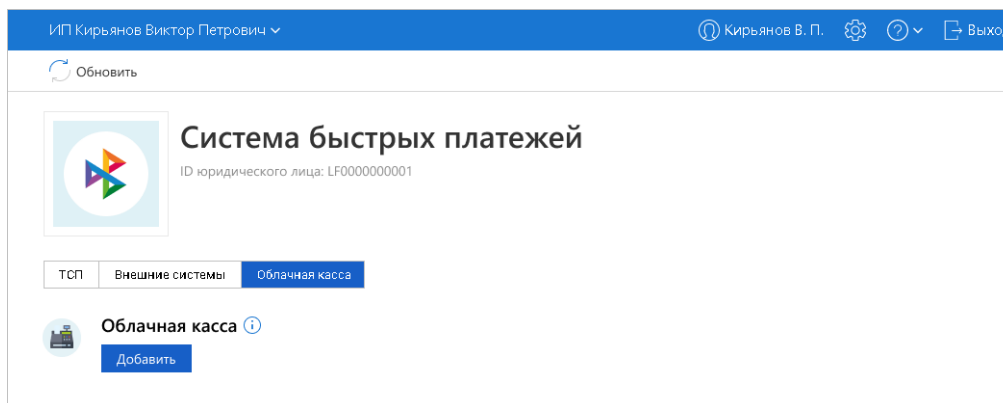 ИП Кирьянов Виктор Петрович Кирьянов В. П. ? Выхо
Обновить
Система быстрых платежей
ID юридического лица: LF0000000001
ТСП Внешние системы Облачная касса
Облачная касса i
Добавить